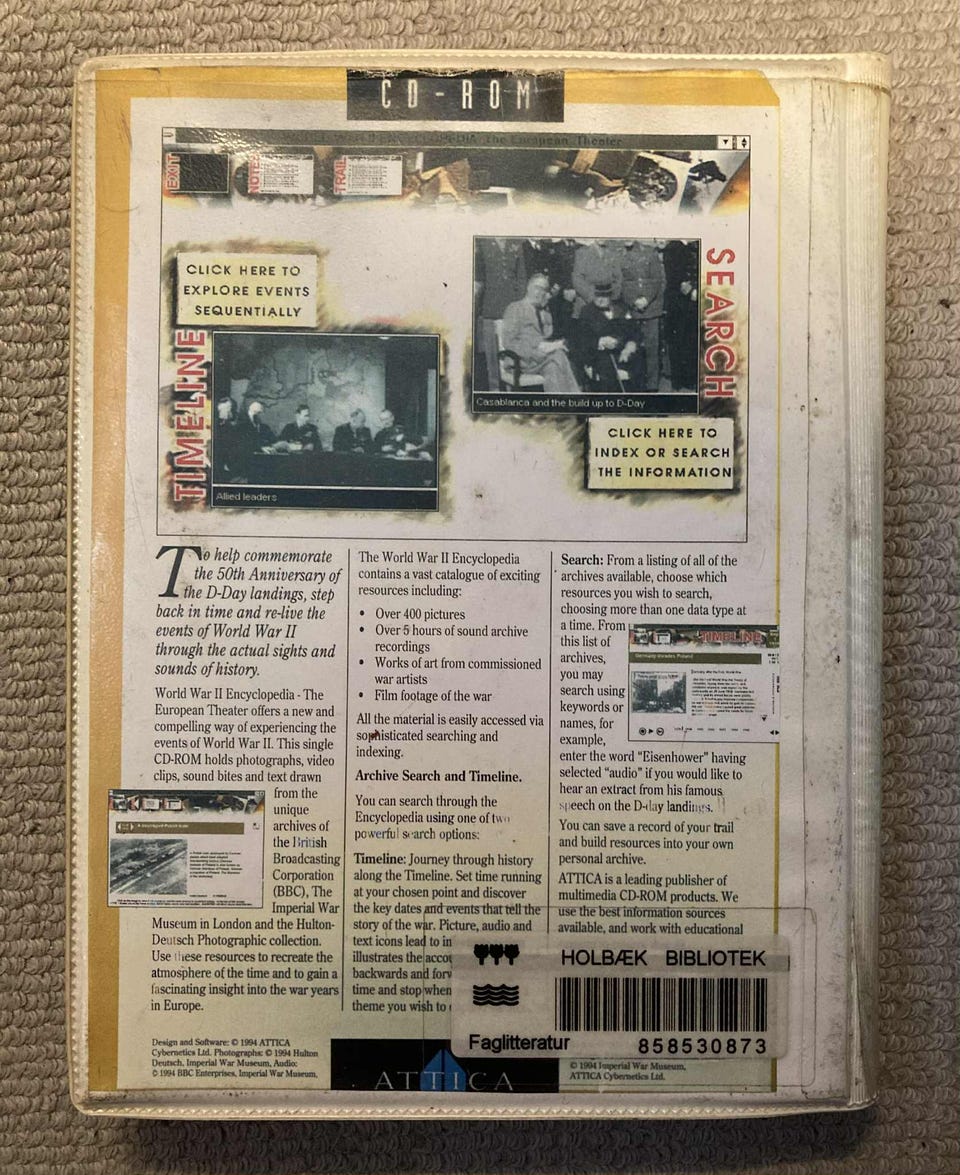 CD-ROM
The European Theater
EXIT
NOTES
TRAIL
CLICK HERE TO
EXPLORE EVENTS
SEQUENTIALLY
TIMELINE
Allied leaders
SEARCH
Casablanca and the build up to D-Day
CLICK HERE TO
INDEX OR SEARCH
THE INFORMATION
To help commemorate
the 50th Anniversary of
the D-Day landings, step
back in time and re-live the
events of World War II
through the actual sights and
sounds of history.
World War II Encyclopedia - The
European Theater offers a new and
compelling way of experiencing the
events of World War II. This single
CD-ROM holds photographs, video
clips, sound bites and text drawn
from the
unique
archives of
the British
Broadcasting
Corporation
(BBC), The
Imperial War
Museum in London and the Hulton-
Deutsch Photographic collection.
Use these resources to recreate the
atmosphere of the time and to gain a
fascinating insight into the war years
in Europe.
The World War II Encyclopedia
contains a vast catalogue of exciting
resources including:
• Over 400 pictures
• Over 5 hours of sound archive
recordings
• Works of art from commissioned
war artists
• Film footage of the war
All the material is easily accessed via
sophisticated searching and
indexing.
Archive Search and Timeline.
You can search through the
Encyclopedia using one of two
powerful search options:
Timeline: Journey through history
along the Timeline. Set time running
at your chosen point and discover
the key dates and events that tell the
story of the war. Picture, audio and
text icons lead to in
illustrates the
backwards and
time and stop when
theme you wish to
Search: From a listing of all of the
archives available, choose which
resources you wish to search,
choosing more than one data type at
a time. From
this list of
archives,
you may
search using
keywords or
names, for
example,
enter the word "Eisenhower" having
selected "audio" if you would like to
hear an extract from his famous
speech on the D-day landings.
You can save a record of your trail
and build resources into your own
personal archive.
ATTICA is a leading publisher of
multimedia CD-ROM products. We
use the best information sources
available, and work with educational
TIMELINE
Germany invades Poland
HOLBÆK BIBLIOTEK
Faglitteratur
858530873
Design and Software: © 1994 ATTICA
Cybernetics Ltd. Photographs: © 1994 Hulton
Deutsch, Imperial War Museum, Audio:
© 1994 BBC Enterprises, Imperial War Museum,
ATTICA
© 1994 Imperial War Museum,
ATTICA Cybernetics Ltd.